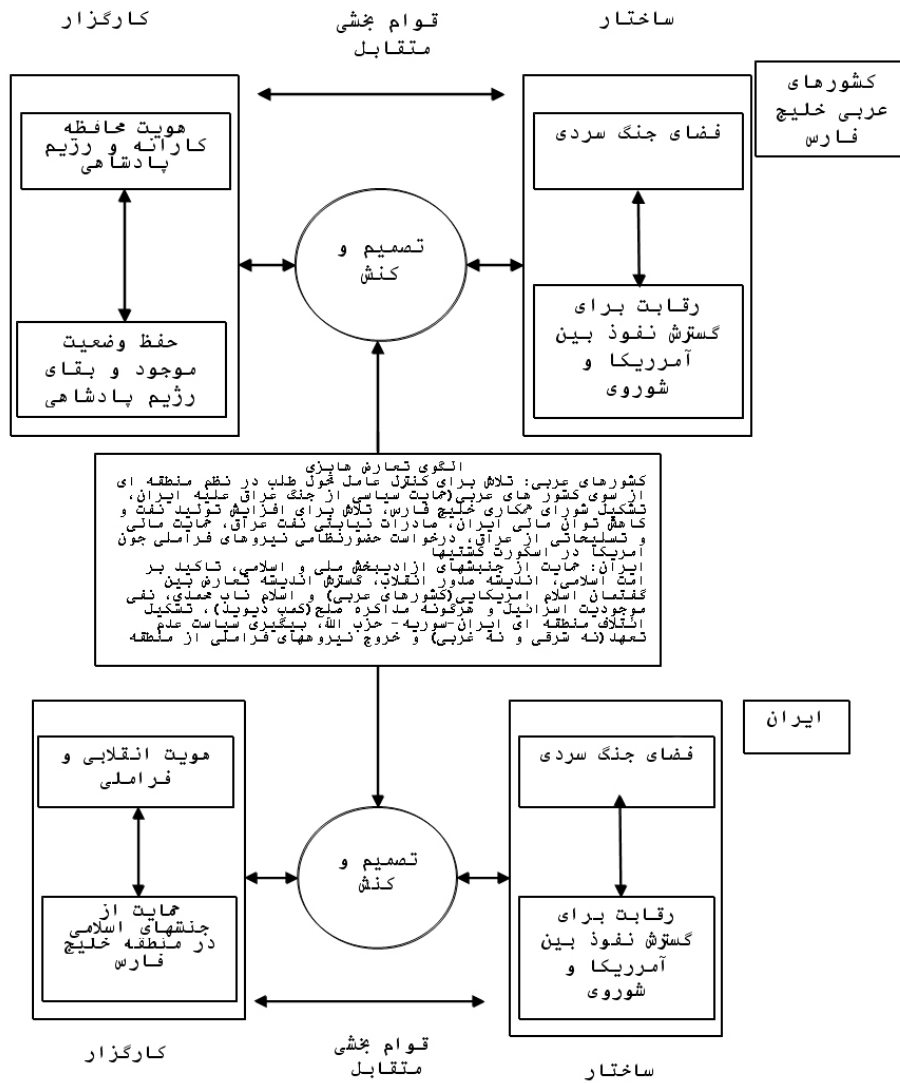 ساختار
قوام بخشی
متقابل
کارگزار
کشورهای
عربی خلیج
فارس
فضای جنگ سردی
رقابت برای
گسترش نفوذ بین
آمرریکا و
شوروی
تصمیم و
کنش
هویت محافظه
کارانه و رژیم
پادشاهی
حفظ وضعیت
موجود و بقای
رژیم پادشاهی
الگوی تعارض هابزی
کشورهای عربی: تلاش برای کنترل عامل تحول طلب در نظم منطقه ای
از سوی کشور های عربی(حمایت سیاسی از جنگ عراق علیه ایران،
تشکیل شورای همکاری خلیج فارس، تلاش برای افزایش تولید نفت و
کاهش توان مالی ایران، صادرات نیابتی نفت عراق، حمایت مالی
و تسلیحاتی از عراق، درخواست حضورنظامی نیروهای فراملی چون
امریکا در اسکورت کشتیها
ایران: حمایت از جنبشهای ازادیبخش ملی و اسلامی، تاکید بر
امت اسلامی، اندیشه صدور انقلاب، گسترش اندیشه تعارض بین
گفتمان اسلام امریکایی(کشورهای عربی) و اسلام ناب محمدی، نفی
موجودیت اسرائیل و هرگونه مذاکره صلح(کمپ دیوید)، تشکیل
ائتلاف منطقه ای ایران-سوریه- حزب الله، پیگیری سیاست عدم
تعهد(نه شرقی و نه غربی) و خروج نیروههای فراملی از منطقه
ایران
فضای جنگ سردی
رقابت برای
گسترش نفوذ بین
آمرریکا و
شوروی
تصمیم و
کنش
هویت انقلابی و
فراملی
حمایت از
جنشهای اسلامی
در منطقه خلیج
فارس
ساختار
قوام بخشی
متقابل
کارگزار